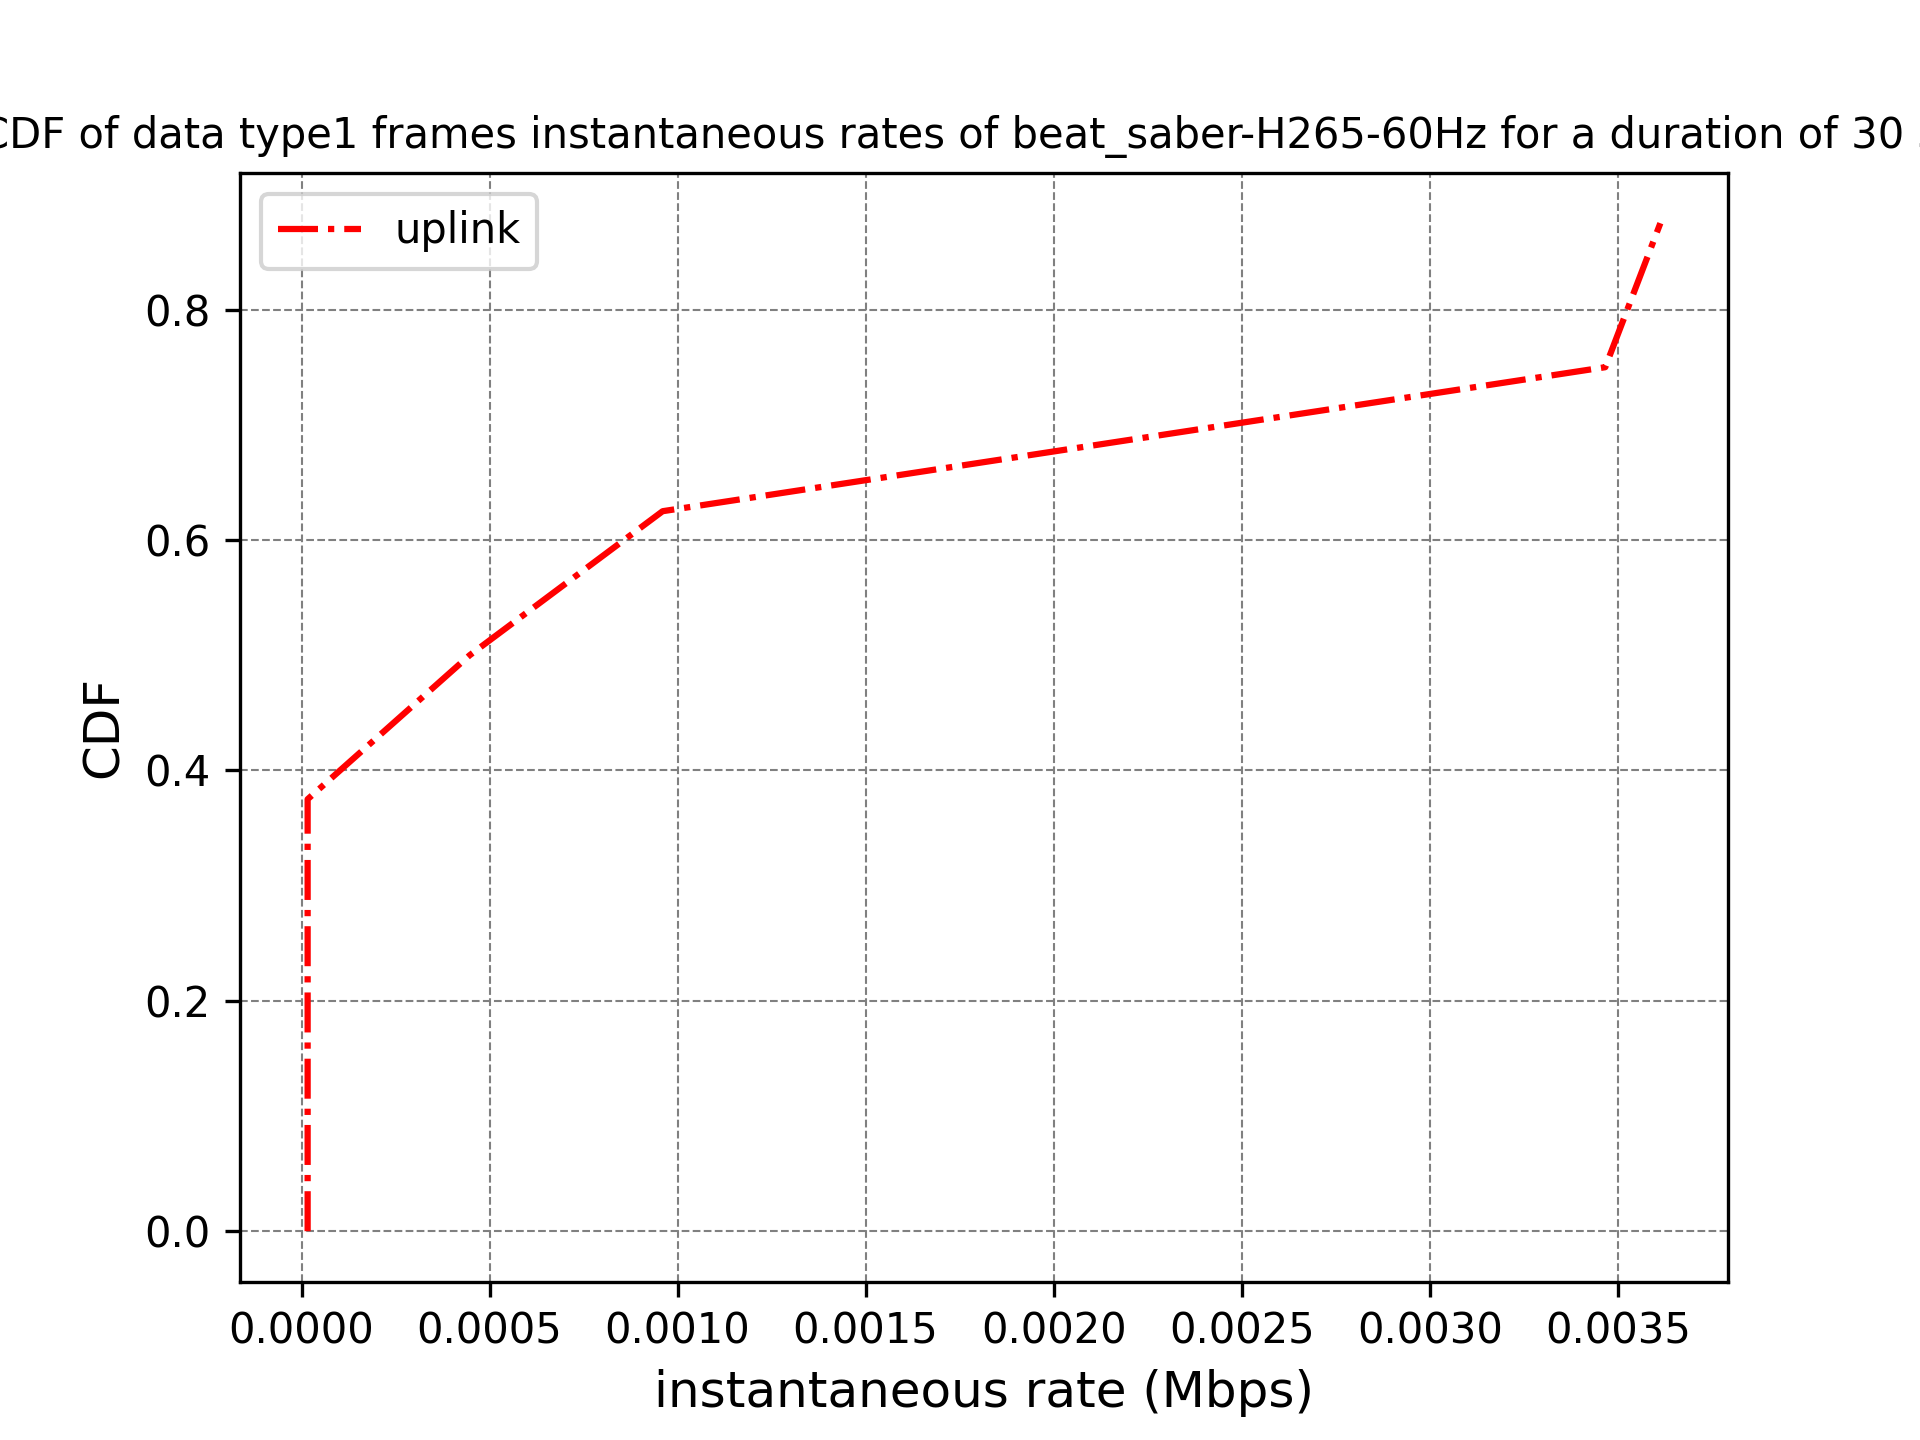 CDF of data type1 frames instantaneous rates of beat_saber-H265-60Hz for a duration of 30
uplink
0.8
0.6
0.4
0.2
0.0
CDF
0.0000 0.0005 0.0010 0.0015 0.0020 0.0025 0.0030 0.0035
instantaneous rate (Mbps)